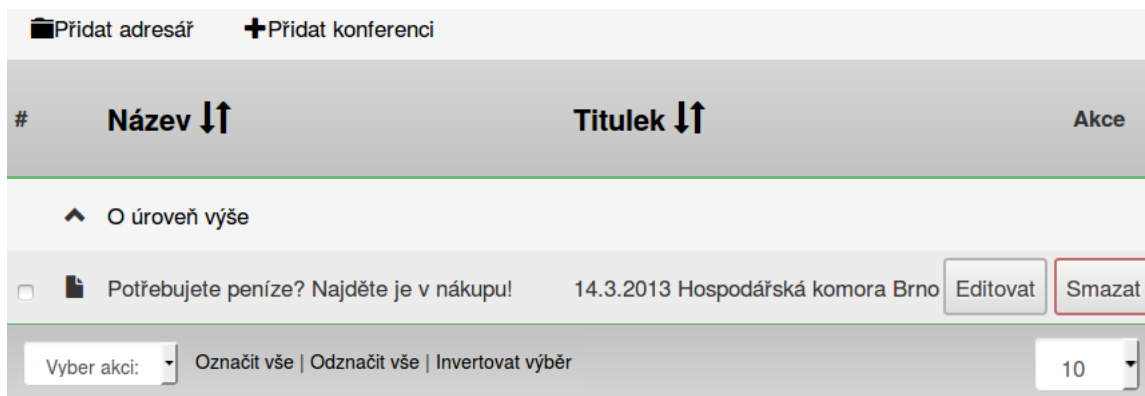 Přidat adresář Přidat konferenci
# Název Titulek Akce
O úroveň výše
Potřebujete peníze? Najděte je v nákupu! 14.3.2013 Hospodářská komora Brno Editovat Smazat
Vyber akci: Označit vše | Odznačit vše | Invertovat výběr 10